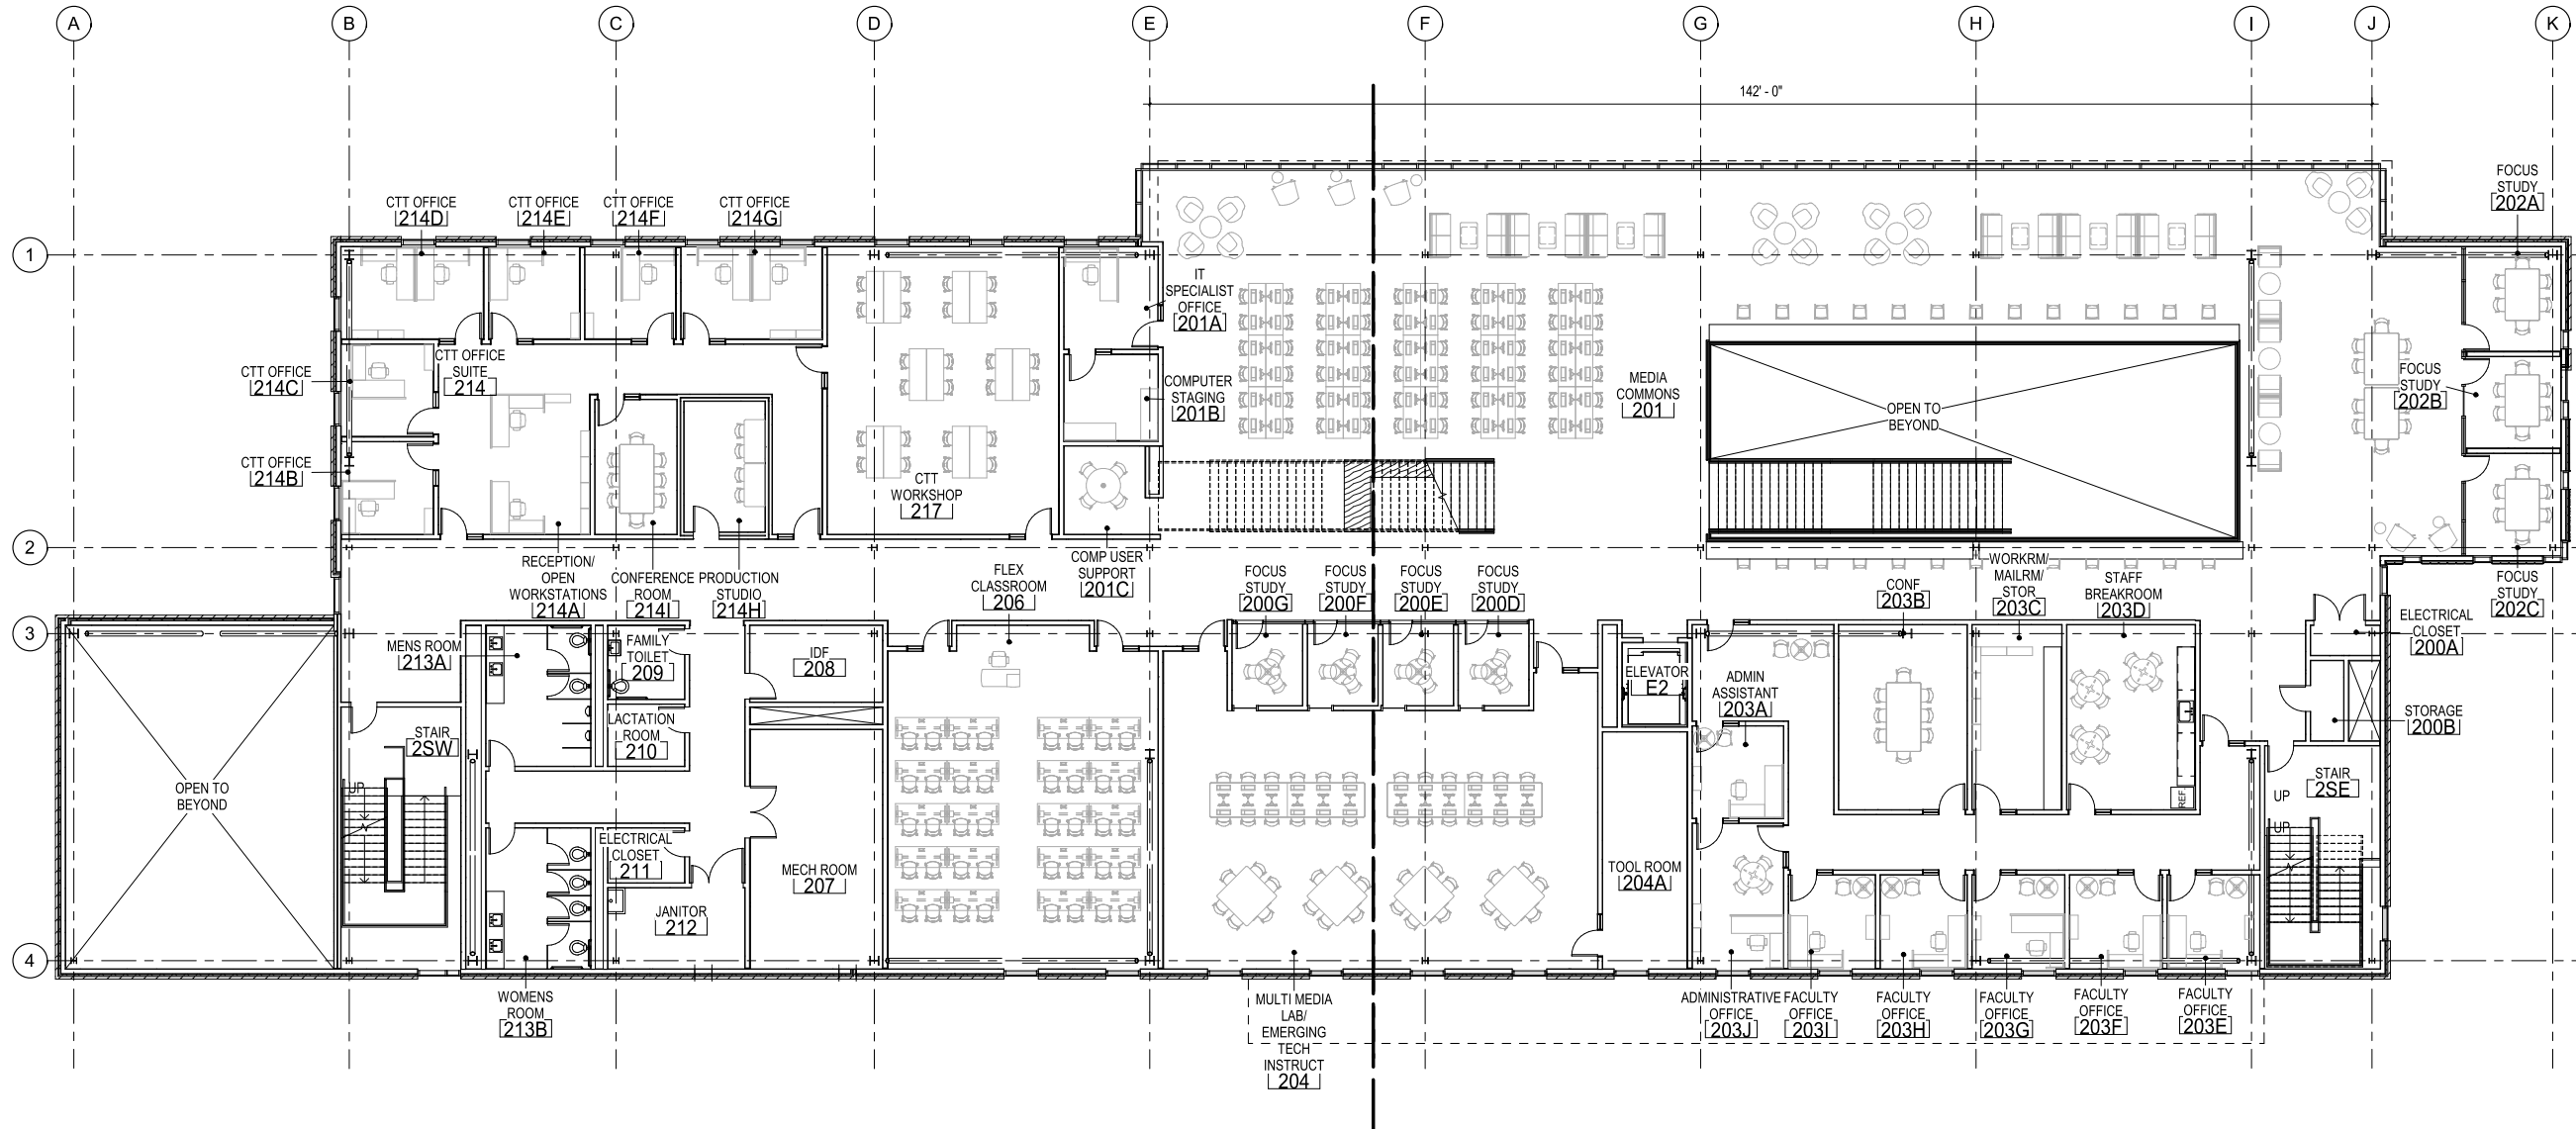 A
B
C
D
E
F
G
H
I
J
K
142' - 0"
1
2
3
4
CTT OFFICE
214D
CTT OFFICE
214E
CTT OFFICE
214F
CTT OFFICE
214G
FOCUS
STUDY
202A
IT
SPECIALIST
OFFICE
201A
CTT OFFICE
SUITE
214
CTT OFFICE
214C
COMPUTER
STAGING
201B
MEDIA
COMMONS
201
OPEN TO
BEYOND
FOCUS
STUDY
202B
CTT OFFICE
214B
CTT
WORKSHOP
217
RECEPTION/
OPEN
WORKSTATIONS
214A
CONFERENCE
ROOM
214I
PRODUCTION
STUDIO
214H
FLEX
CLASSROOM
206
COMP USER
SUPPORT
201C
FOCUS
STUDY
200G
FOCUS
STUDY
200F
FOCUS
STUDY
200E
FOCUS
STUDY
200D
CONF
203B
WORKRM/
MAILRM/
STOR
203C
STAFF
BREAKROOM
203D
FOCUS
STUDY
202C
ELECTRICAL
CLOSET
200A
MENS ROOM
213A
FAMILY
TOILET
209
IDF
208
ELEVATOR
E2
ADMIN
ASSISTANT
203A
STORAGE
200B
STAIR
2SW
LACTATION
ROOM
210
OPEN TO
BEYOND
UP
STAIR
2SE
UP
UP
REF
ELECTRICAL
CLOSET
211
MECH ROOM
207
TOOL ROOM
204A
JANITOR
212
WOMENS
ROOM
213B
MULTI MEDIA
LAB/
EMERGING
TECH
INSTRUCT
204
ADMINISTRATIVE
OFFICE
203J
FACULTY
OFFICE
203I
FACULTY
OFFICE
203H
FACULTY
OFFICE
203G
FACULTY
OFFICE
203F
FACULTY
OFFICE
203E